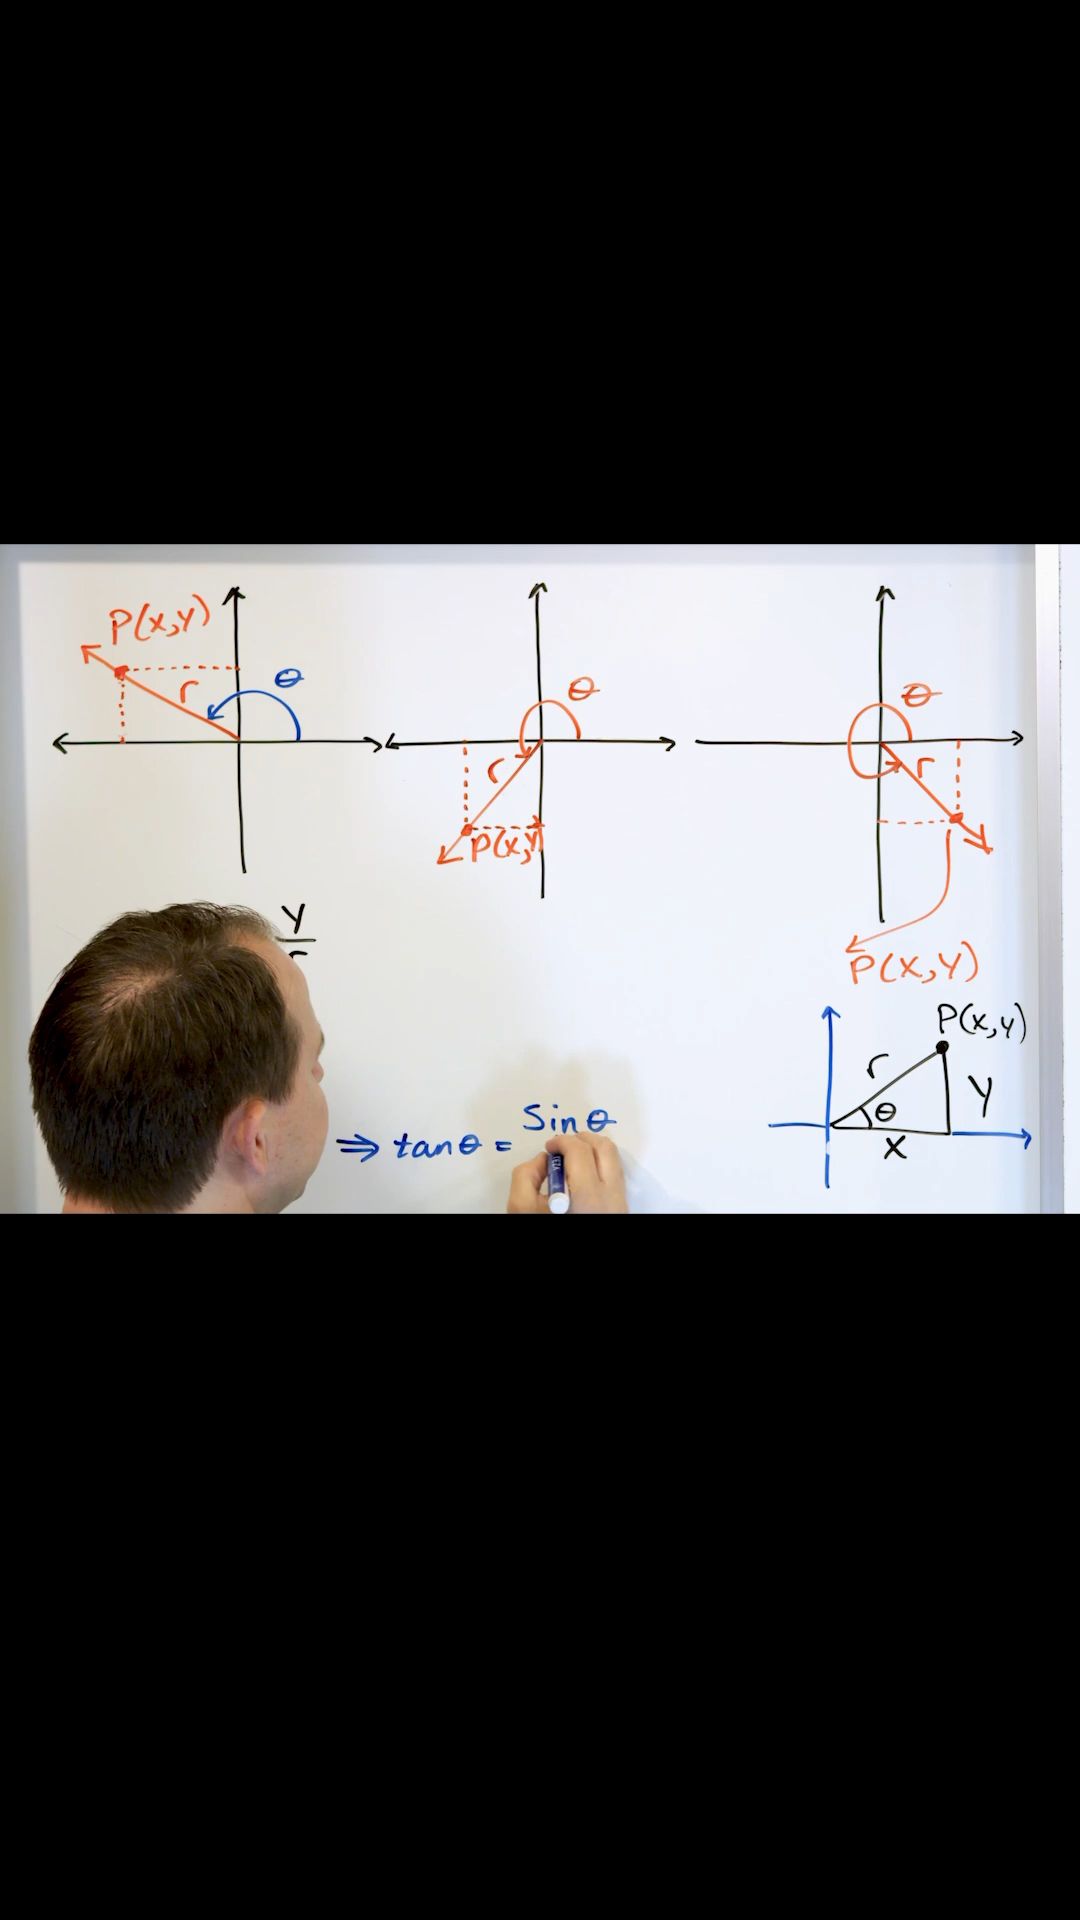 P(x,y)
r
θ
θ
r
P(x,y)
θ
r
P(x,y)
y
P(x,y)
r
θ
y
x
⇒ tanθ = Sinθ